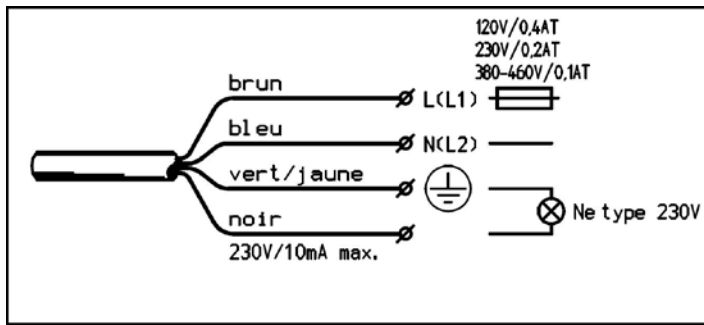 120V/0,4AT
230V/0,2AT
380-460V/0,1AT
brun
L(L1)
bleu
N(L2)
vert/jaune
noir
Ne type 230V
230V/10mA max.